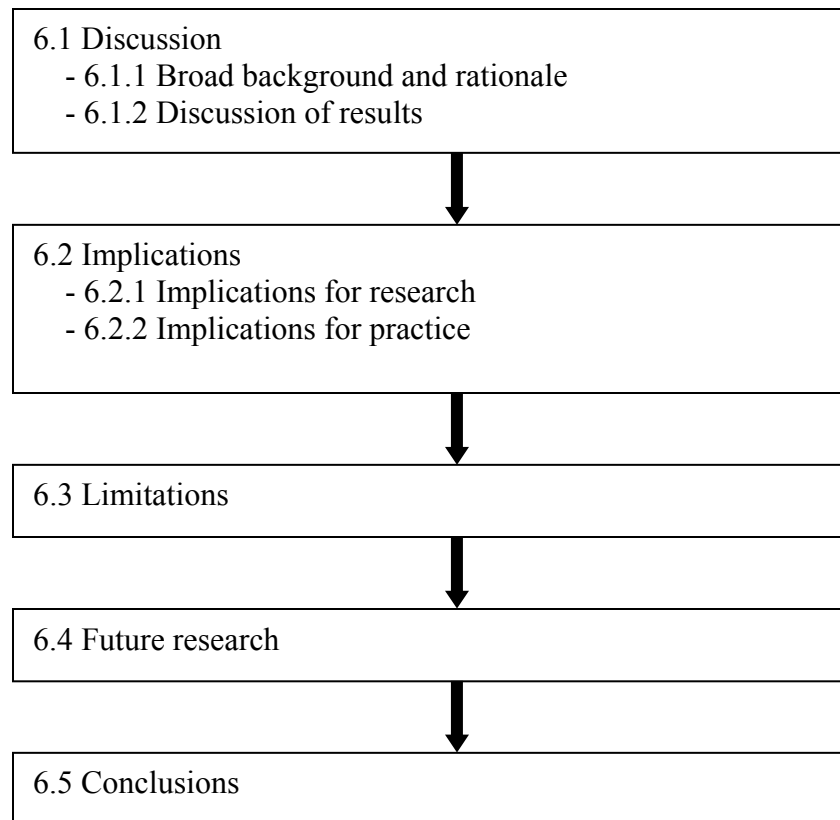 6.1 Discussion
- 6.1.1 Broad background and rationale
- 6.1.2 Discussion of results
6.2 Implications
- 6.2.1 Implications for research
- 6.2.2 Implications for practice
6.3 Limitations
6.4 Future research
6.5 Conclusions